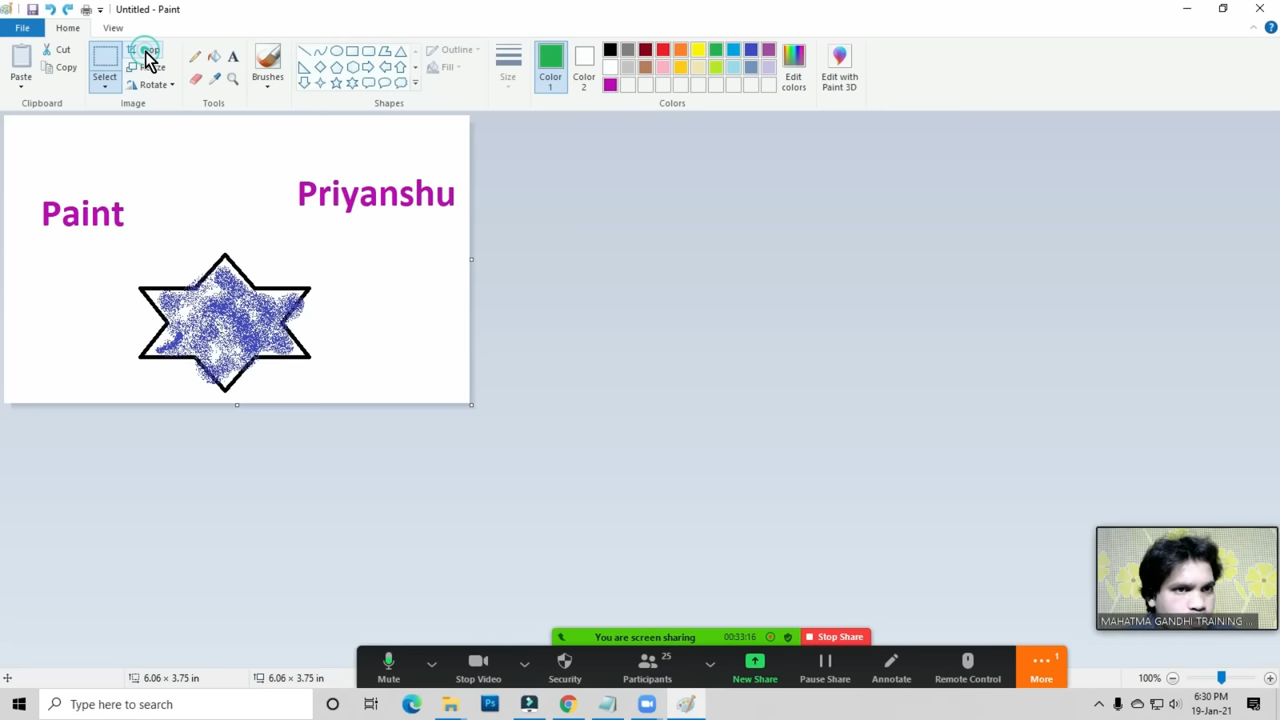 Untitled - Paint
File
Home
View
Paste
Cut
Copy
Clipboard
Select
Crop
Rotate
Image
Tools
Brushes
Shapes
Outline
Fill
Size
Color
1
Color
2
Edit
colors
Edit with
Paint 3D
Colors
Priyanshu
Paint
MAHATMA GANDHI TRAINING ...
You are screen sharing
00:33:16
Stop Share
Mute
Stop Video
Security
25
Participants
New Share
Pause Share
Annotate
Remote Control
1
More
6.06 × 3.75 in
6.06 × 3.75 in
100%
Type here to search
6:30 PM
19-Jan-21